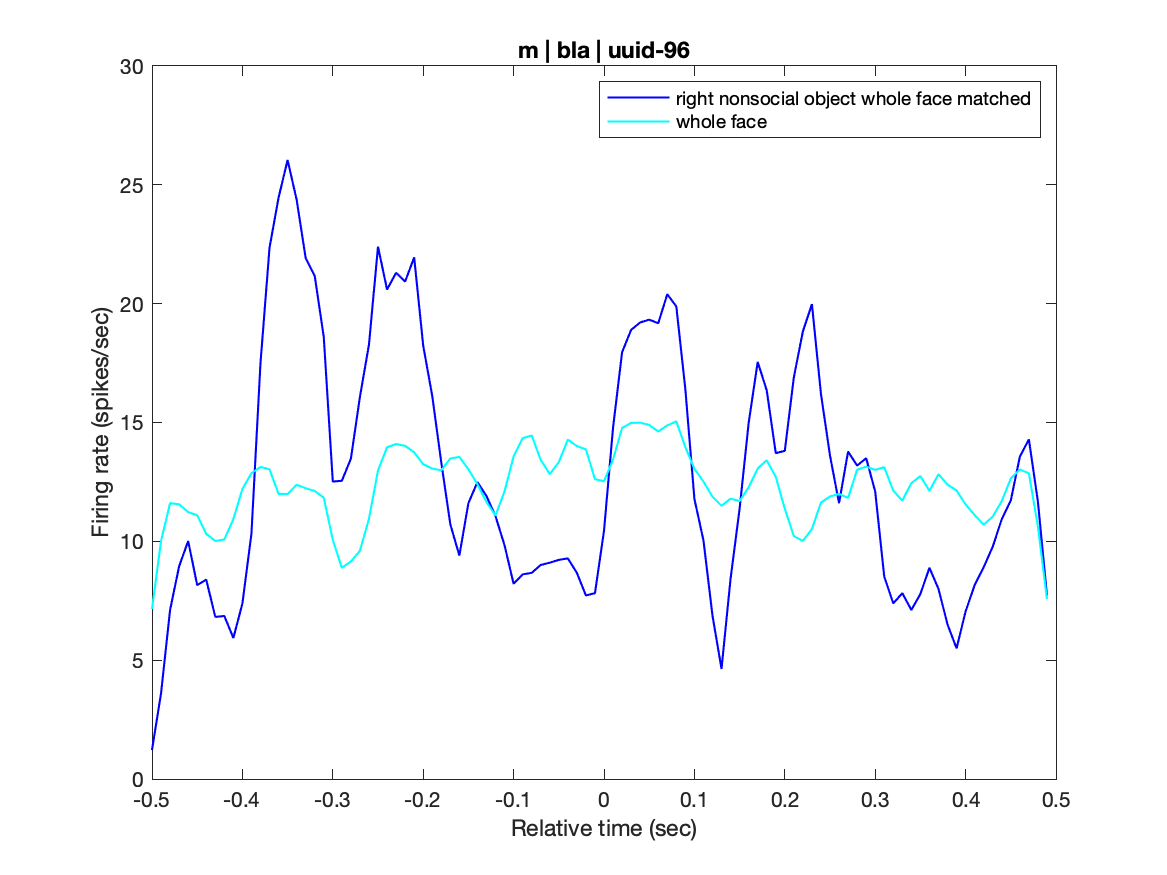 m | bla | uuid-96
right nonsocial object whole face matched
whole face
Firing rate (spikes/sec)
30
25
20
15
10
5
0
-0.5 -0.4 -0.3 -0.2 -0.1 0 0.1 0.2 0.3 0.4 0.5
Relative time (sec)